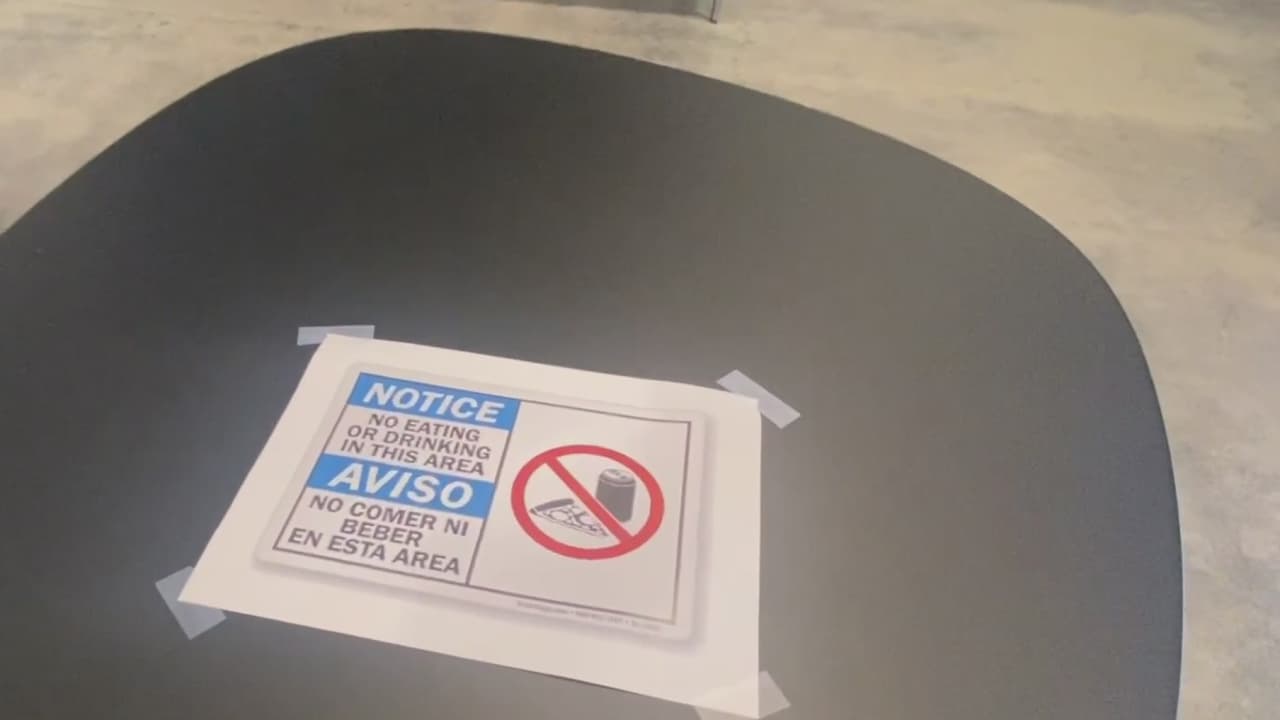 NOTICE
NO EATING
OR DRINKING
IN THIS AREA
AVISO
NO COMER NI
BEBER
EN ESTA AREA